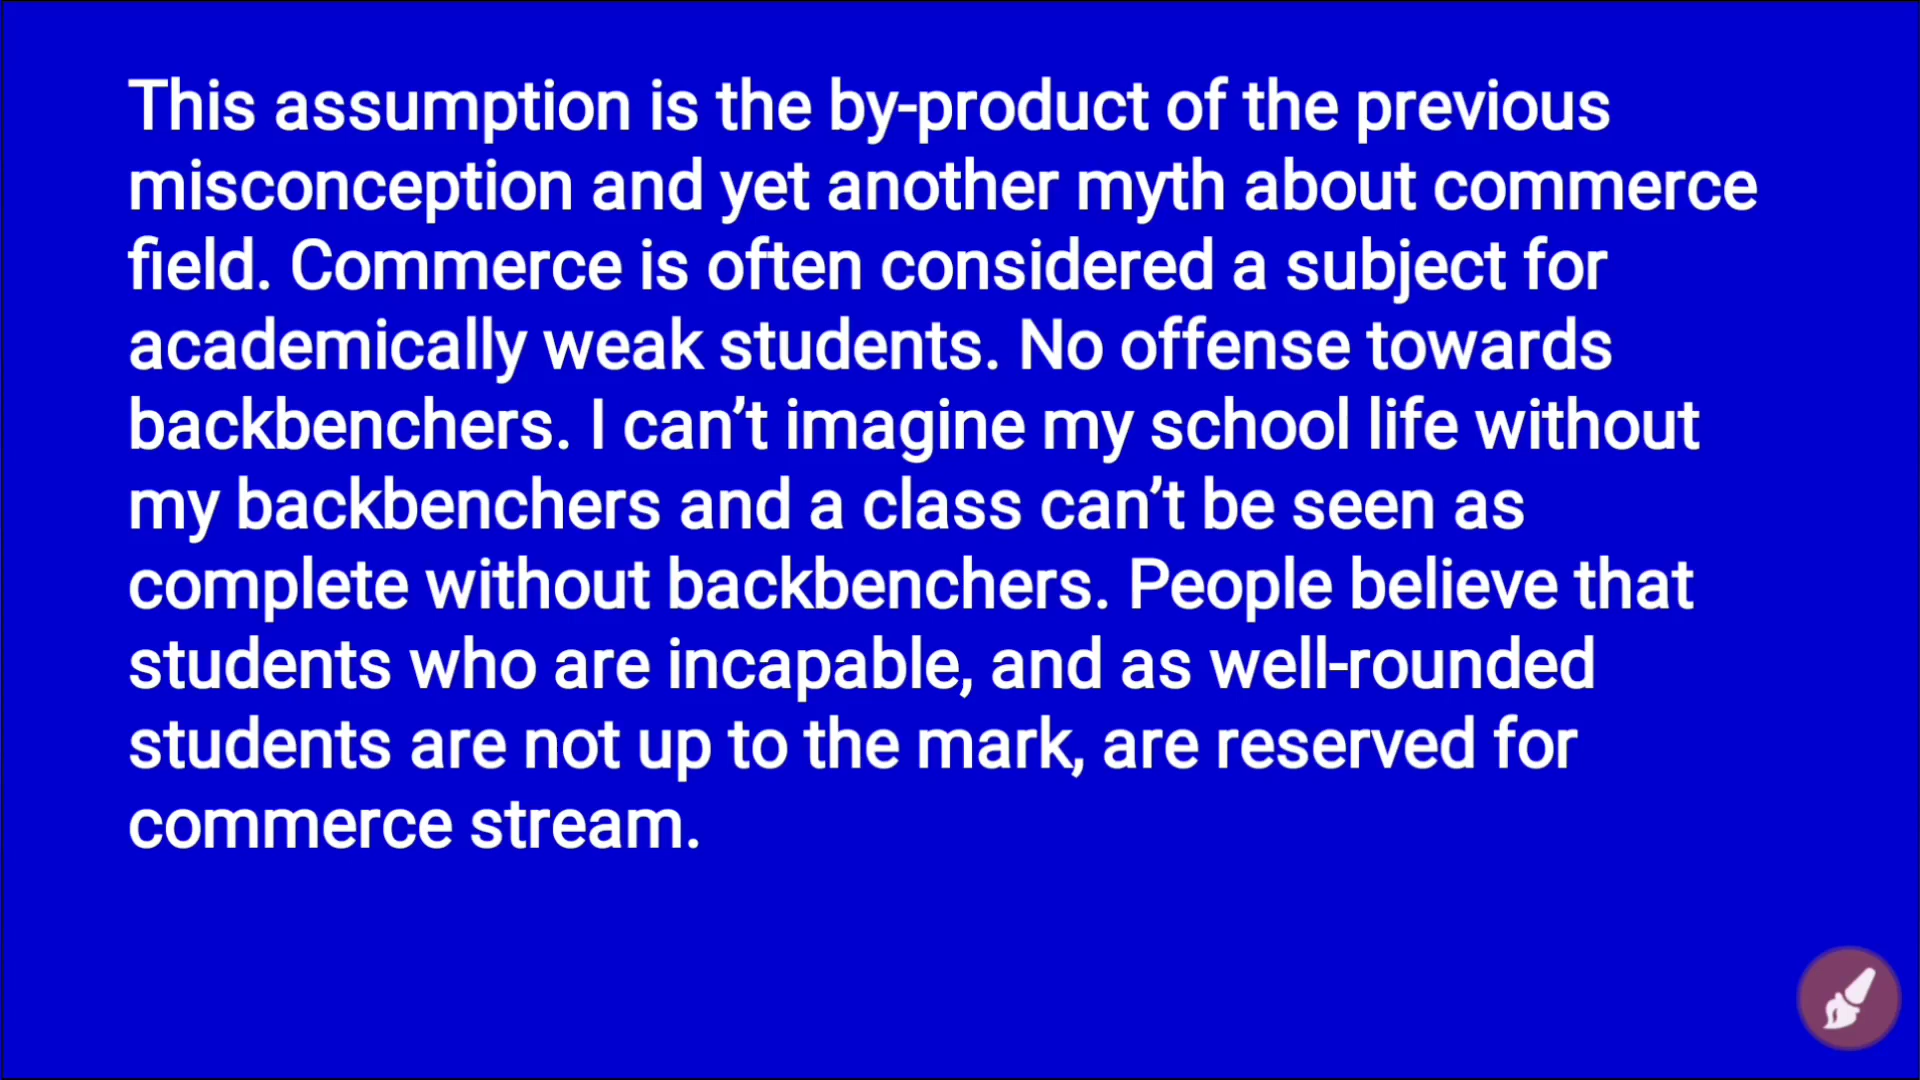 This assumption is the by-product of the previous
misconception and yet another myth about commerce
field. Commerce is often considered a subject for
academically weak students. No offense towards
backbenchers. I can’t imagine my school life without
my backbenchers and a class can’t be seen as
complete without backbenchers. People believe that
students who are incapable, and as well-rounded
students are not up to the mark, are reserved for
commerce stream.